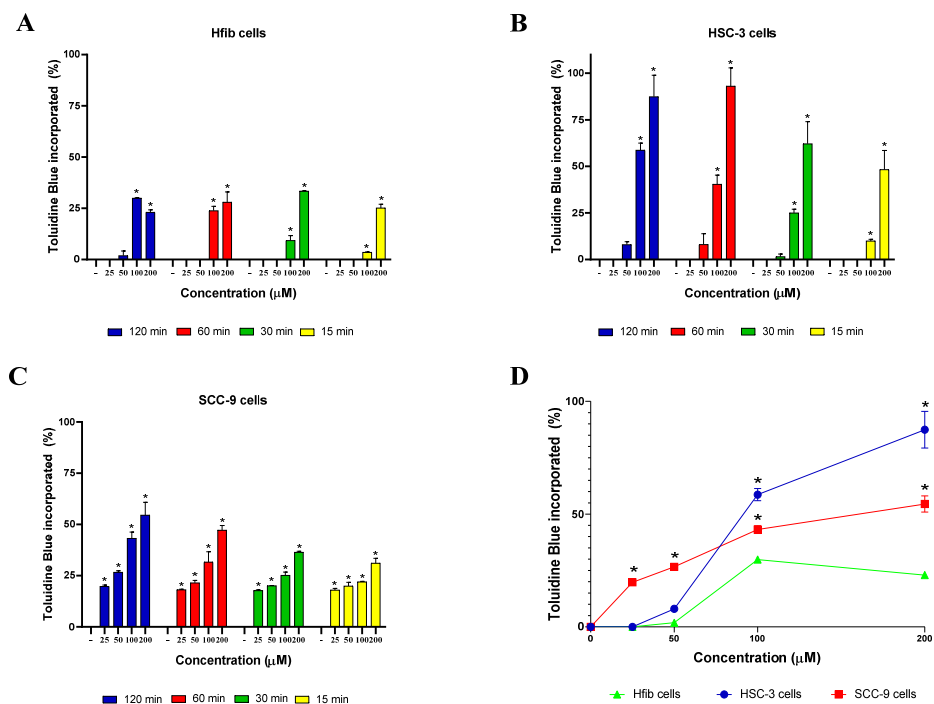 A
Hfib cells
Toluidine Blue incorporated (%)
100
75
50
25
0
* * * * * * * *
- 25 50 100 200 - 25 50 100 200 - 25 50 100 200 - 25 50 100 200
Concentration (μM)
120 min 60 min 30 min 15 min
B
HSC-3 cells
Toluidine Blue incorporated (%)
100
75
50
25
0
* * * * * * * *
- 25 50 100 200 - 25 50 100 200 - 25 50 100 200 - 25 50 100 200
Concentration (μM)
120 min 60 min 30 min 15 min
C
SCC-9 cells
Toluidine Blue incorporated (%)
100
75
50
25
0
* * * * * * * * * * * * * * * *
- 25 50 100 200 - 25 50 100 200 - 25 50 100 200 - 25 50 100 200
Concentration (μM)
120 min 60 min 30 min 15 min
D
Toluidine Blue incorporated (%)
100
50
0
* * * * * *
0 50 100 200
Concentration (μM)
Hfib cells HSC-3 cells SCC-9 cells